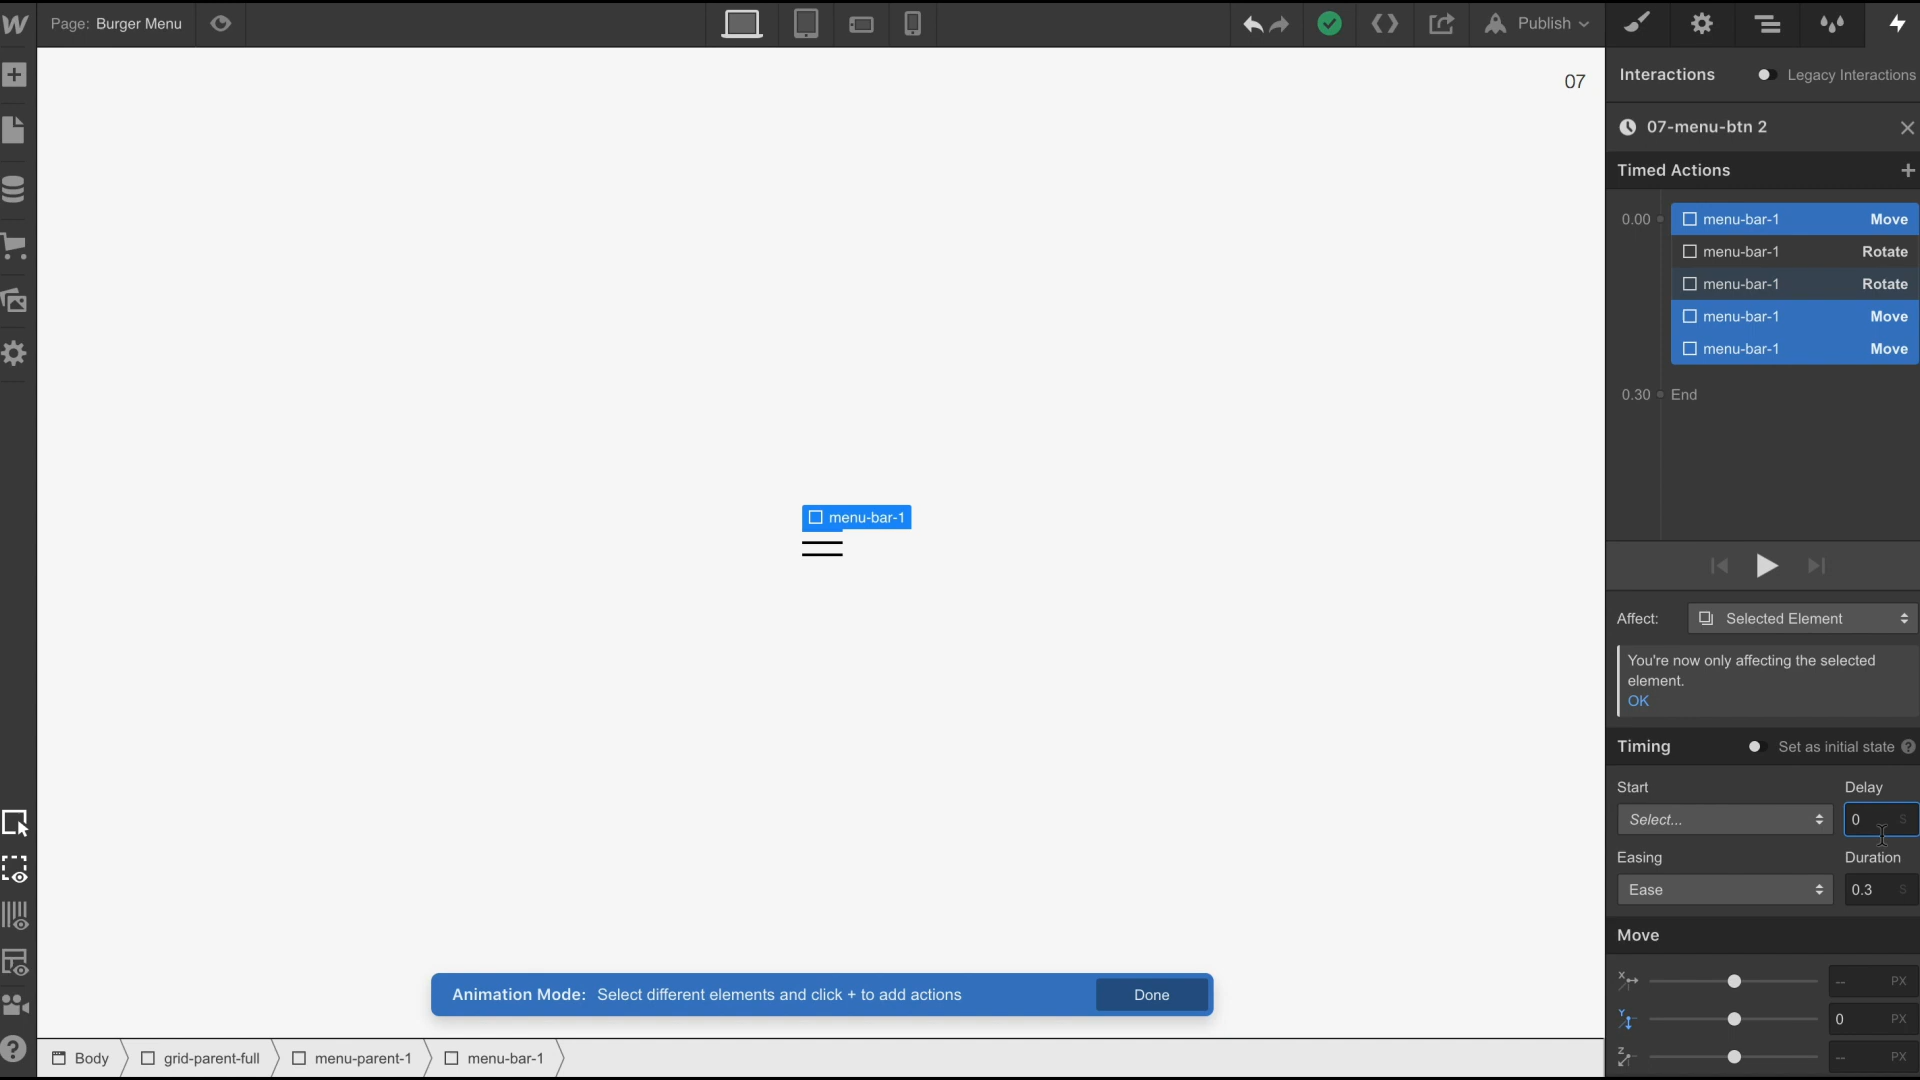 Page: Burger Menu
Publish
Interactions
Legacy Interactions
07
07-menu-btn 2
Timed Actions
0.00
menu-bar-1 Move
menu-bar-1 Rotate
menu-bar-1 Rotate
menu-bar-1 Move
menu-bar-1 Move
0.30 End
menu-bar-1
Affect: Selected Element
You're now only affecting the selected
element.
OK
Timing Set as initial state ?
Start Delay
Select... 0 S
Easing Duration
Ease 0.3 S
Move
X -- PX
Y 0 PX
Z -- PX
Animation Mode: Select different elements and click + to add actions Done
Body grid-parent-full menu-parent-1 menu-bar-1